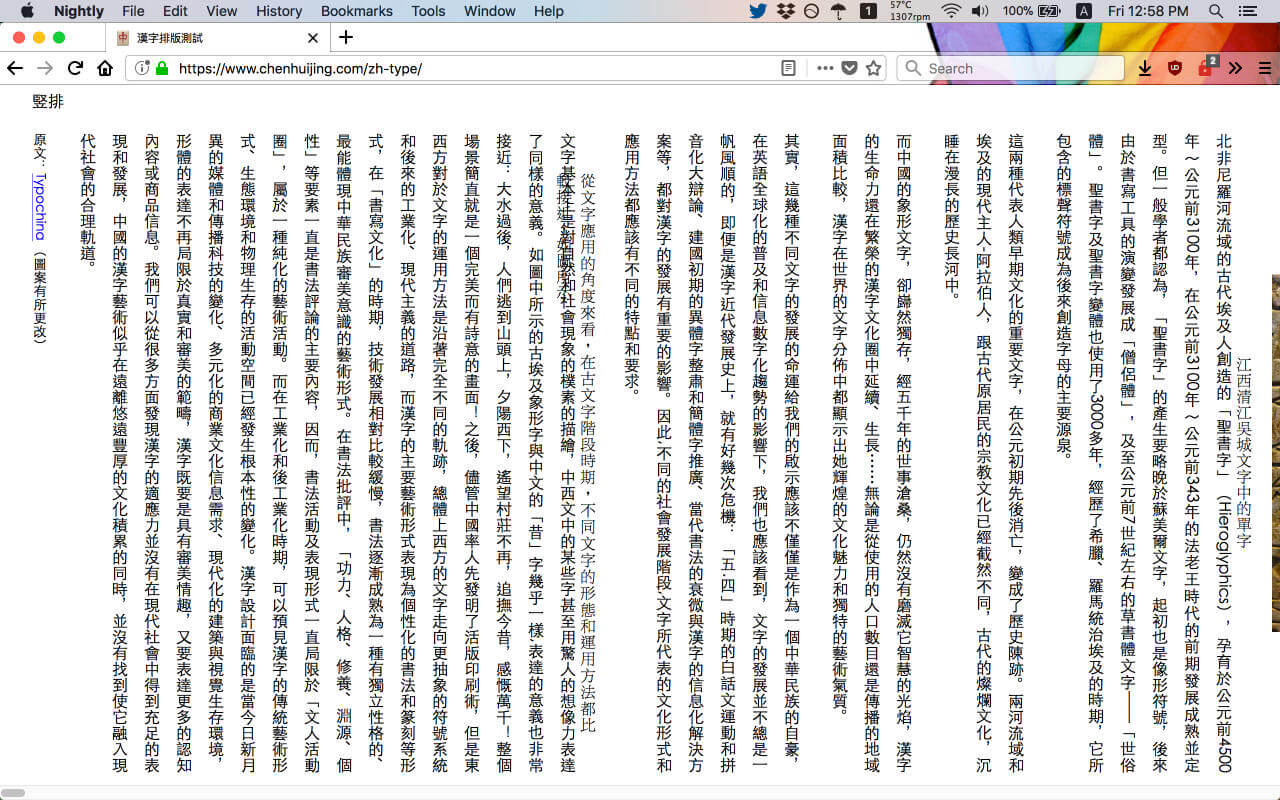 Nightly File Edit View History Bookmarks Tools Window Help 1 57°C 1307rpm 100% A Fri 12:58 PM
漢字排版測試
https://www.chenhuijing.com/zh-type/
Search
2
竪排
江西清江吳城文字中的單字
北非尼羅河流域的古代埃及人創造的「聖書字」（Hieroglyphics），孕育於公元前4500
年～公元前3100年，在公元前3100年～公元前343年的法老王時代的前期發展成熟並定
型。但一般學者都認為，「聖書字」的產生要略晚於蘇美爾文字，起初也是像形符號，後來
由於書寫工具的演變發展成「僧侶體」，及至公元前7世紀左右的草書體文字——「世俗
體」。聖書字及聖書字變體也使用了3000多年，經歷了希臘、羅馬統治埃及的時期，它所
包含的標聲符號成為後來創造字母的主要源泉。
這兩種代表人類早期文化的重要文字，在公元初期先後消亡，變成了歷史陳跡。兩河流域和
埃及的現代主人-阿拉伯人，跟古代原居民的宗教文化已經截然不同，古代的燦爛文化，沉
睡在漫長的歷史長河中。
而中國的象形文字，卻巋然獨存，經五千年的世事滄桑，仍然沒有磨滅它智慧的光焰，漢字
的生命力還在繁榮的漢字文化圈中延續、生長……無論是從使用的人口數目還是傳播的地域
面積比較，漢字在世界的文字分佈中都顯示出她輝煌的文化魅力和獨特的藝術氣質。
其實，這幾種不同文字的發展的命運給我們的啟示應該不僅僅是作為一個中華民族的自豪，
在英語全球化的普及和信息數字化趨勢的影響下，我們也應該看到，文字的發展並不總是一
帆風順的，即便是漢字近代發展史上，就有好幾次危機：「五.四」時期的白話文運動和拼
音化大辯論、建國初期的異體字整肅和簡體字推廣、當代書法的衰微與漢字的信息化解決方
案等，都對漢字的發展有重要的影響。因此,不同的社會發展階段,文字所代表的文化形式和
應用方法都應該有不同的特點和要求。
從文字應用的角度來看，在古文字階段時期，不同文字的形態和運用方法都比
文字基本上是對自然和社會現象的樸素的描繪，中西文中的某些字甚至用驚人的想像力表達
了同樣的意義。如圖中所示的古埃及象形字與中文的「昔」字幾乎一樣,表達的意義也非常
接近：大水過後，人們逃到山頭上，夕陽西下，遙望村莊不再，追撫今昔，感慨萬千！整個
場景簡直就是一個完美而有詩意的畫面！之後，儘管中國率人先發明了活版印刷術，但是東
西方對於文字的運用方法是沿著完全不同的軌跡，總體上西方的文字走向更抽象的符號系統
和後來的工業化、現代主義的道路，而漢字的主要藝術形式表現為個性化的書法和篆刻等形
式，在「書寫文化」的時期，技術發展相對比較緩慢，書法逐漸成熟為一種有獨立性格的、
最能體現中華民族審美意識的藝術形式。在書法批評中，「功力、人格、修養、淵源、個
性」等要素一直是書法評論的主要內容，因而，書法活動及表現形式一直局限於「文人活動
圈」，屬於一種純化的藝術活動。而在工業化和後工業化時期，可以預見漢字的傳統藝術形
式、生態環境和物理生存的活動空間已經發生根本性的變化。漢字設計面臨的是當今日新月
異的媒體和傳播科技的變化、多元化的商業文化信息需求、現代化的建築與視覺生存環境，
形體的表達不再局限於真實和審美的範疇，漢字既要是具有審美情趣，又要表達更多的認知
內容或商品信息。我們可以從很多方面發現漢字的適應力並沒有在現代社會中得到充足的表
現和發展，中國的漢字藝術似乎在遠離悠遠豐厚的文化積累的同時，並沒有找到使它融入現
代社會的合理軌道。
原文：Typochina（圖案有所更改）